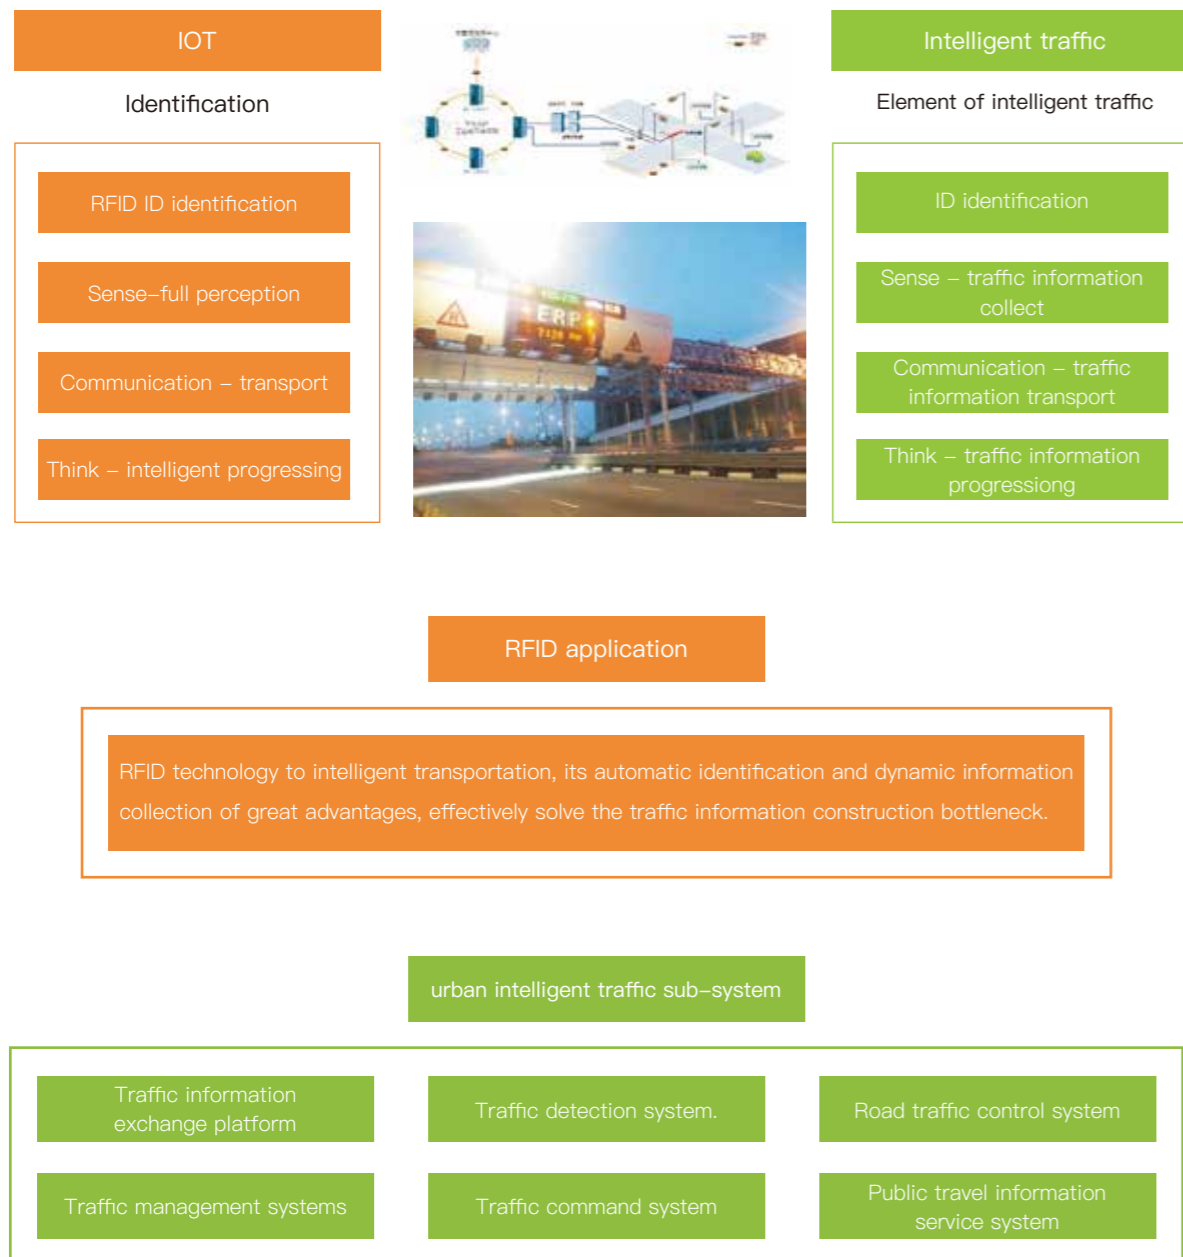 IOT
Identification
RFID ID identification
Sense-full perception
Communication - transport
Think - intelligent progressing
ERP
Intelligent traffic
Element of intelligent traffic
ID identification
Sense - traffic information
collect
Communication - traffic
information transport
Think - traffic information
progressiong
RFID application
RFID technology to intelligent transportation, its automatic identification and dynamic information
collection of great advantages, effectively solve the traffic information construction bottleneck.
urban intelligent traffic sub-system
Traffic information
exchange platform
Traffic detection system.
Road traffic control system
Traffic management systems
Traffic command system
Public travel information
service system